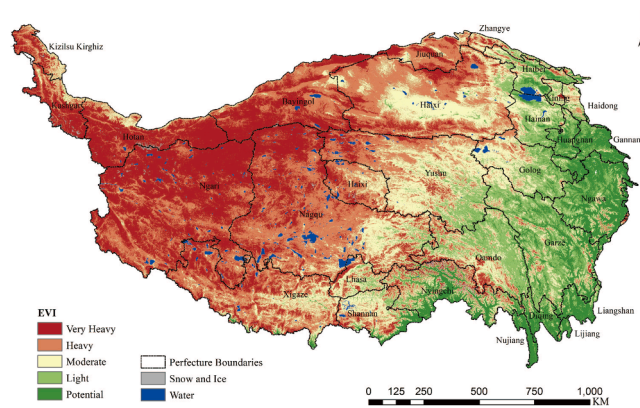 Zhangye
Kizilsu Kirghiz
Jiuquan
Haibei
Kashgar
Bayingol
Haixi
Xining
Haidong
Hainan
Hotan
Huangnan
Gannan
Yushu
Golog
Ngari
Haixi
Ngawa
Nagqu
Garzê
Qamdo
Lhasa
Nyingchi
Xigaze
Shannan
Diqing
Liangshan
Lijiang
Nujiang
EVI
Very Heavy
Heavy
Moderate
Light
Potential
Perfecture Boundaries
Snow and Ice
Water
0 125 250 500 750 1,000
KM